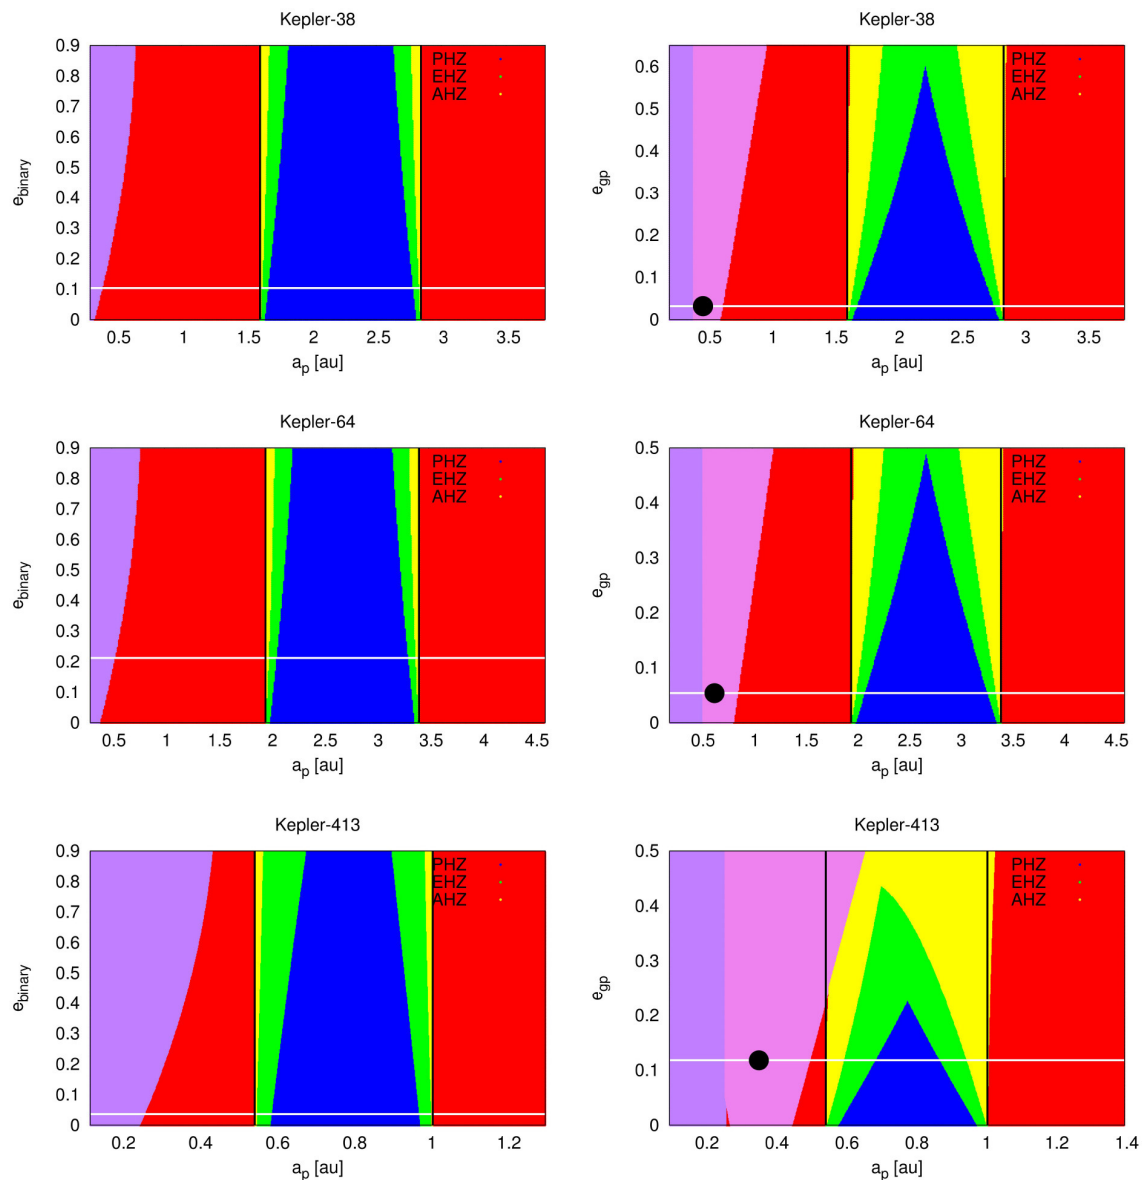 Kepler-38
0.9
0.8
0.7
0.6
0.5
0.4
0.3
0.2
0.1
0
e_binary
PHZ
EHZ
AHZ
0.5 1 1.5 2 2.5 3 3.5
a_p [au]
Kepler-38
0.6
0.5
0.4
0.3
0.2
0.1
0
e_gp
PHZ
EHZ
AHZ
0.5 1 1.5 2 2.5 3 3.5
a_p [au]
Kepler-64
0.9
0.8
0.7
0.6
0.5
0.4
0.3
0.2
0.1
0
e_binary
PHZ
EHZ
AHZ
0.5 1 1.5 2 2.5 3 3.5 4 4.5
a_p [au]
Kepler-64
0.5
0.4
0.3
0.2
0.1
0
e_gp
PHZ
EHZ
AHZ
0.5 1 1.5 2 2.5 3 3.5 4 4.5
a_p [au]
Kepler-413
0.9
0.8
0.7
0.6
0.5
0.4
0.3
0.2
0.1
0
e_binary
PHZ
EHZ
AHZ
0.2 0.4 0.6 0.8 1 1.2
a_p [au]
Kepler-413
0.5
0.4
0.3
0.2
0.1
0
e_gp
PHZ
EHZ
AHZ
0.2 0.4 0.6 0.8 1 1.2 1.4
a_p [au]